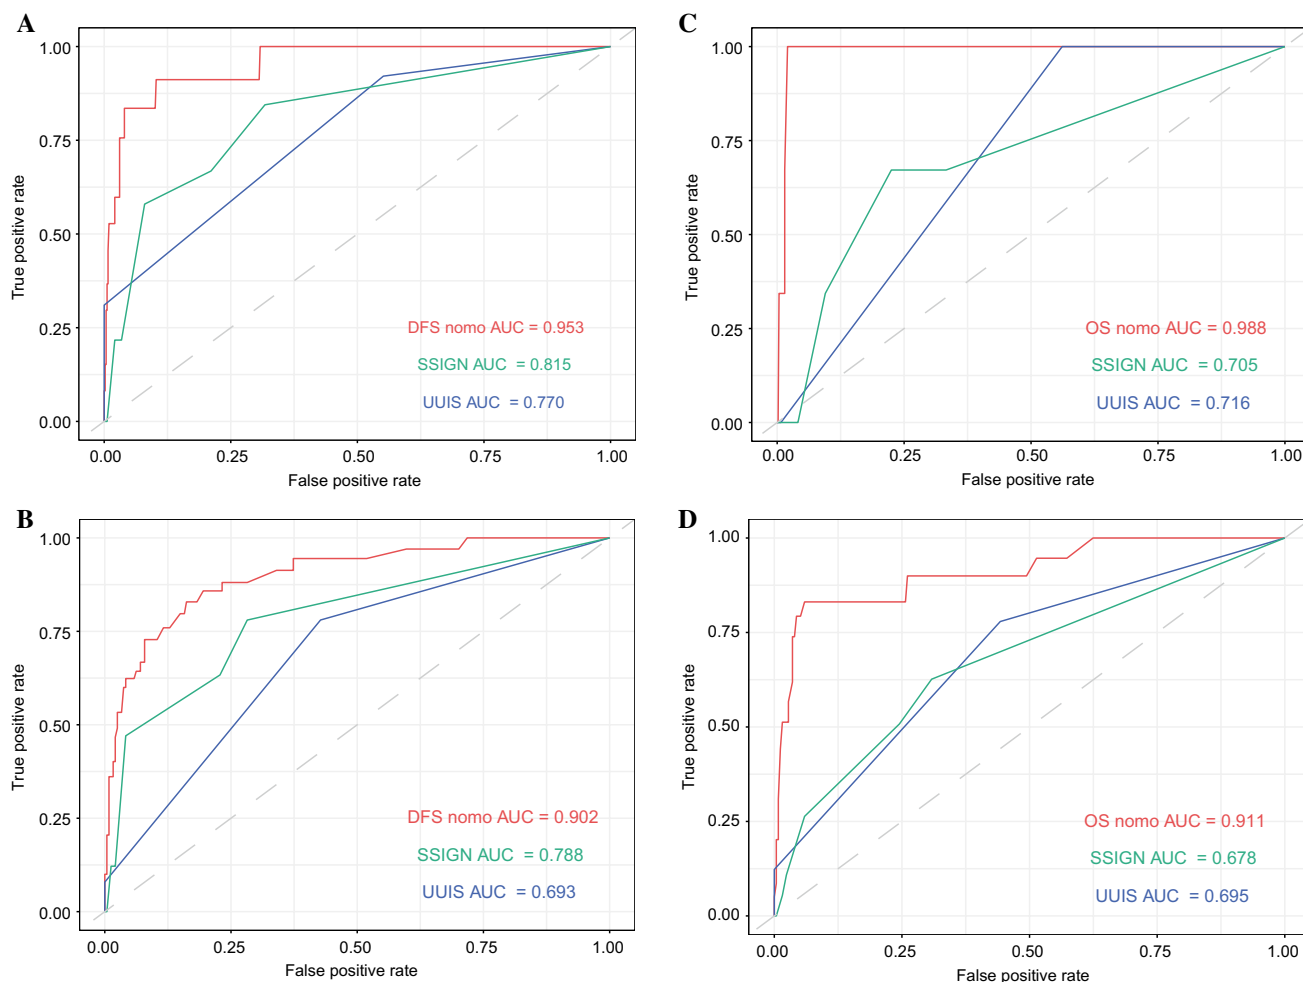 A
True positive rate
1.00
0.75
0.50
0.25
0.00
DFS nomo AUC = 0.953
SSIGN AUC = 0.815
UUIS AUC = 0.770
0.00 0.25 0.50 0.75 1.00
False positive rate
C
True positive rate
1.00
0.75
0.50
0.25
0.00
OS nomo AUC = 0.988
SSIGN AUC = 0.705
UUIS AUC = 0.716
0.00 0.25 0.50 0.75 1.00
False positive rate
B
True positive rate
1.00
0.75
0.50
0.25
0.00
DFS nomo AUC = 0.902
SSIGN AUC = 0.788
UUIS AUC = 0.693
0.00 0.25 0.50 0.75 1.00
False positive rate
D
True positive rate
1.00
0.75
0.50
0.25
0.00
OS nomo AUC = 0.911
SSIGN AUC = 0.678
UUIS AUC = 0.695
0.00 0.25 0.50 0.75 1.00
False positive rate